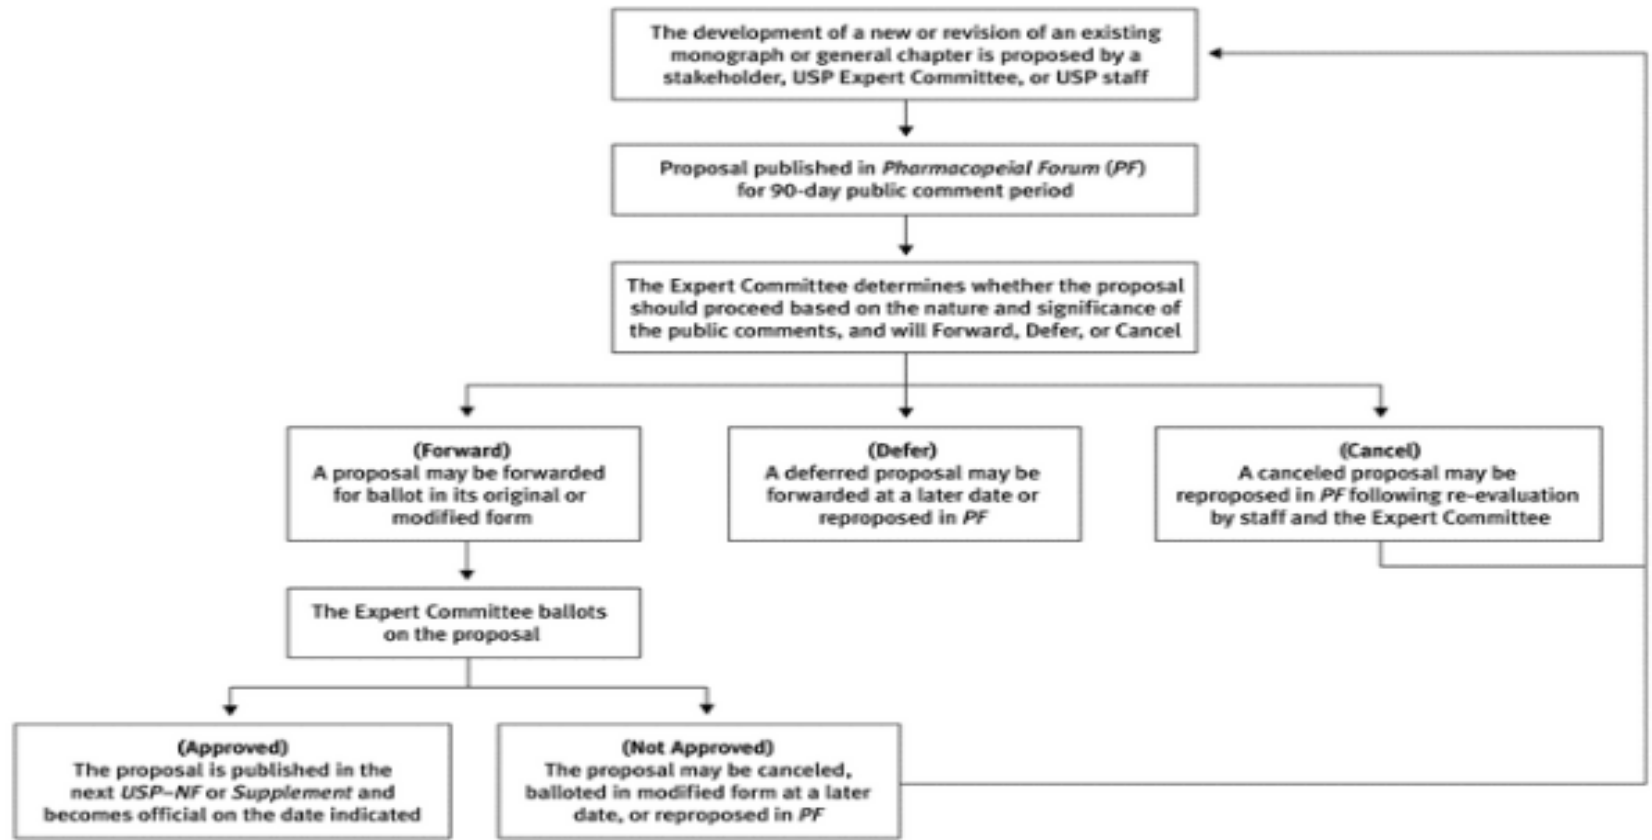 The development of a new or revision of an existing
monograph or general chapter is proposed by a
stakeholder, USP Expert Committee, or USP staff
Proposal published in Pharmacopeial Forum (PF)
for 90-day public comment period
The Expert Committee determines whether the proposal
should proceed based on the nature and significance of
the public comments, and will Forward, Defer, or Cancel
(Forward)
A proposal may be forwarded
for ballot in its original or
modified form
(Defer)
A deferred proposal may be
forwarded at a later date or
reproposed in PF
(Cancel)
A canceled proposal may be
reproposed in PF following re-evaluation
by staff and the Expert Committee
The Expert Committee ballots
on the proposal
(Approved)
The proposal is published in the
next USP–NF or Supplement and
becomes official on the date indicated
(Not Approved)
The proposal may be canceled,
balloted in modified form at a later
date, or reproposed in PF